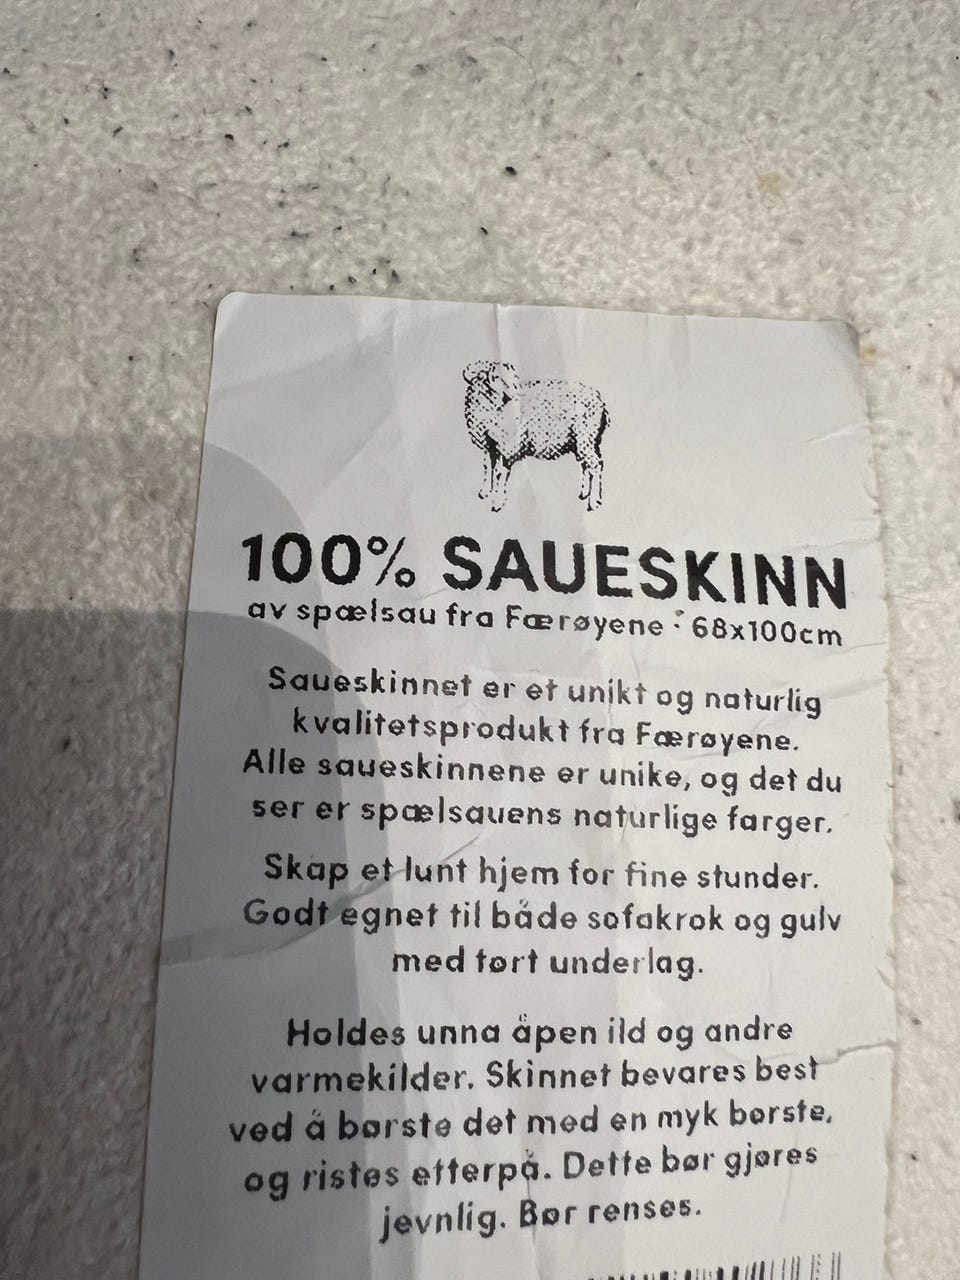 100% SAUESKINN
av spælsau fra Færøyene · 68x100cm
Saueskinnet er et unikt og naturlig
kvalitetsprodukt fra Færøyene.
Alle saueskinnene er unike, og det du
ser er spælsauens naturlige farger.
Skap et lunt hjem for fine stunder.
Godt egnet til både sofakrok og gulv
med tørt underlag.
Holdes unna åpen ild og andre
varmekilder. Skinnet bevares best
ved å børste det med en myk børste,
og ristes etterpå. Dette bør gjøres
jevnlig. Bør renses.